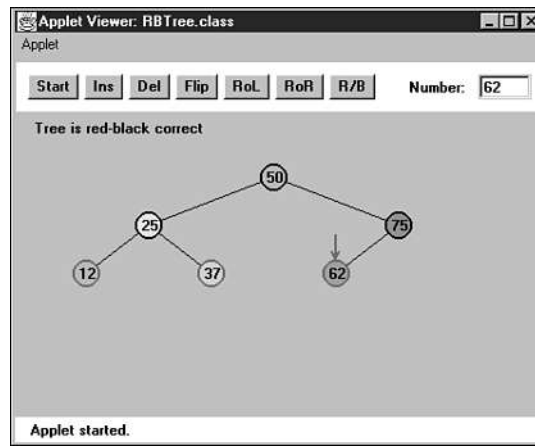 Applet Viewer: RBTree.class
Applet
Start Ins Del Flip RoL RoR R/B Number: 62
Tree is red-black correct
50
25 75
12 37 62
Applet started.